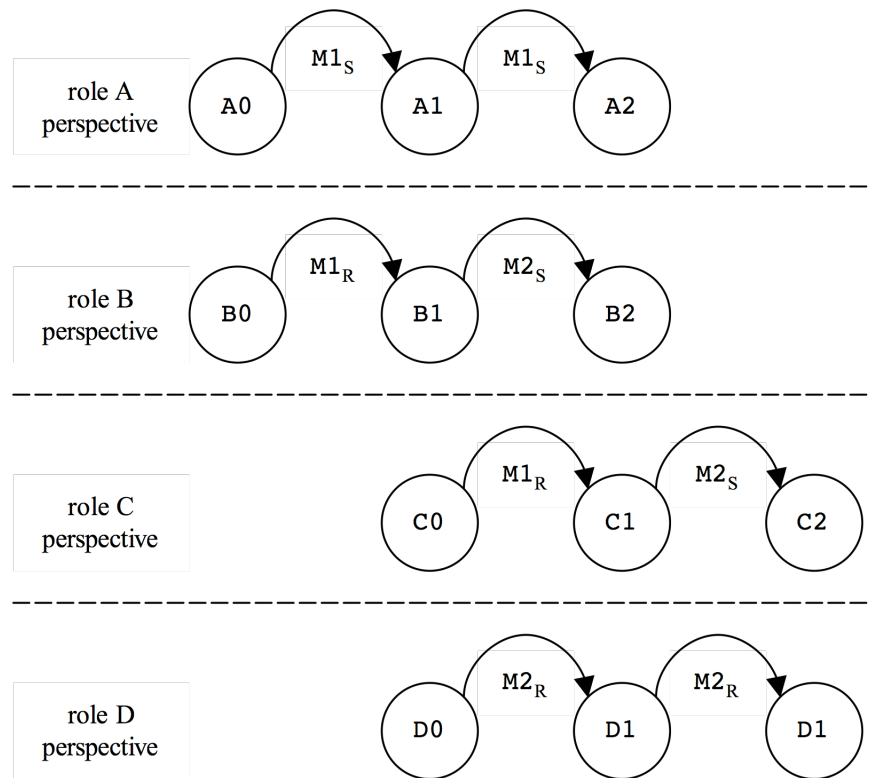 M1S M1S
role A
perspective
A0 A1 A2
M1R M2S
role B
perspective
B0 B1 B2
M1R M2S
role C
perspective
C0 C1 C2
M2R M2R
role D
perspective
D0 D1 D1